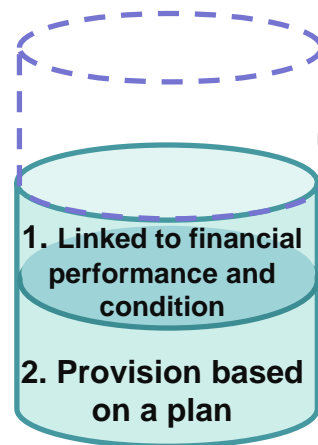 1. Linked to financial
performance and
condition
2. Provision based
on a plan